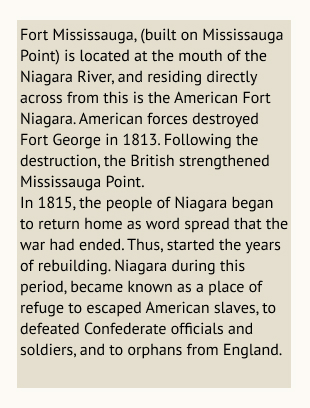 Fort Mississauga, (built on Mississauga
Point) is located at the mouth of the
Niagara River, and residing directly
across from this is the American Fort
Niagara. American forces destroyed
Fort George in 1813. Following the
destruction, the British strengthened
Mississauga Point.
In 1815, the people of Niagara began
to return home as word spread that the
war had ended. Thus, started the years
of rebuilding. Niagara during this
period, became known as a place of
refuge to escaped American slaves, to
defeated Confederate officials and
soldiers, and to orphans from England.